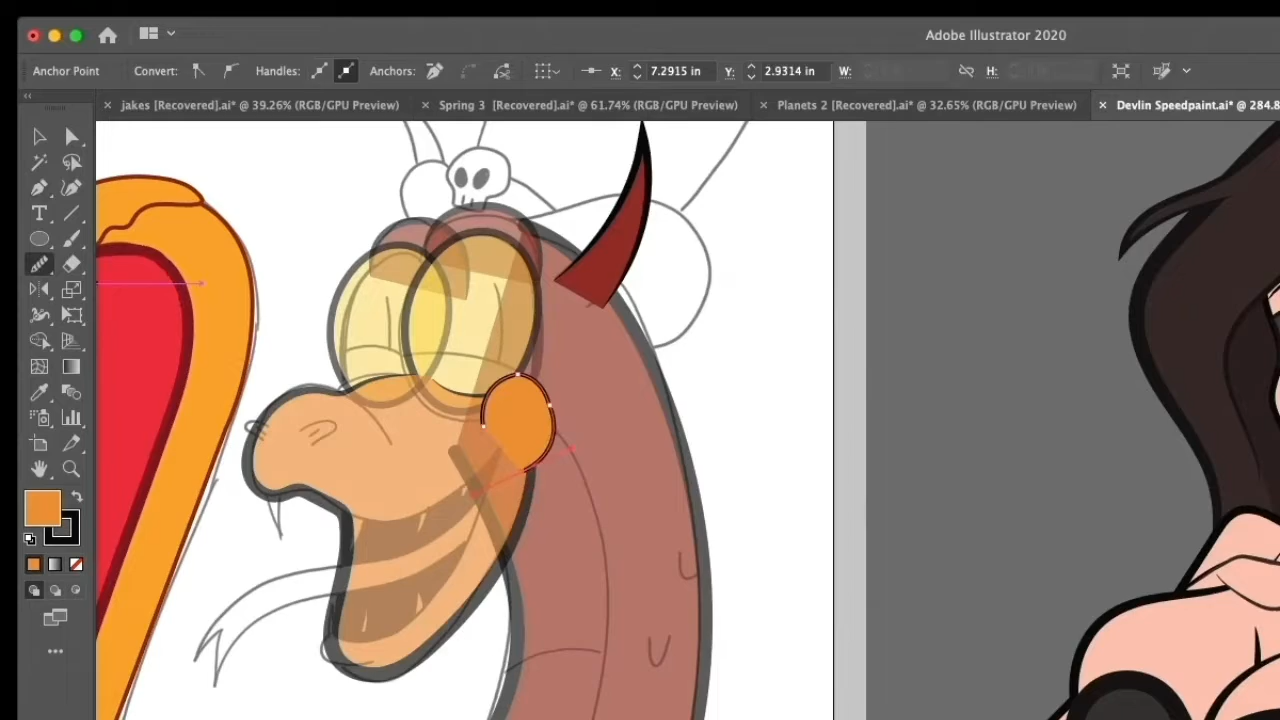 Adobe Illustrator 2020
Anchor Point Convert: Handles: Anchors: X: 7.2915 in Y: 2.9314 in W: H:
jakes [Recovered].ai* @ 39.26% (RGB/GPU Preview) Spring 3 [Recovered].ai* @ 61.74% (RGB/GPU Preview) Planets 2 [Recovered].ai* @ 32.65% (RGB/GPU Preview) Devlin Speedpaint.ai* @ 284.8